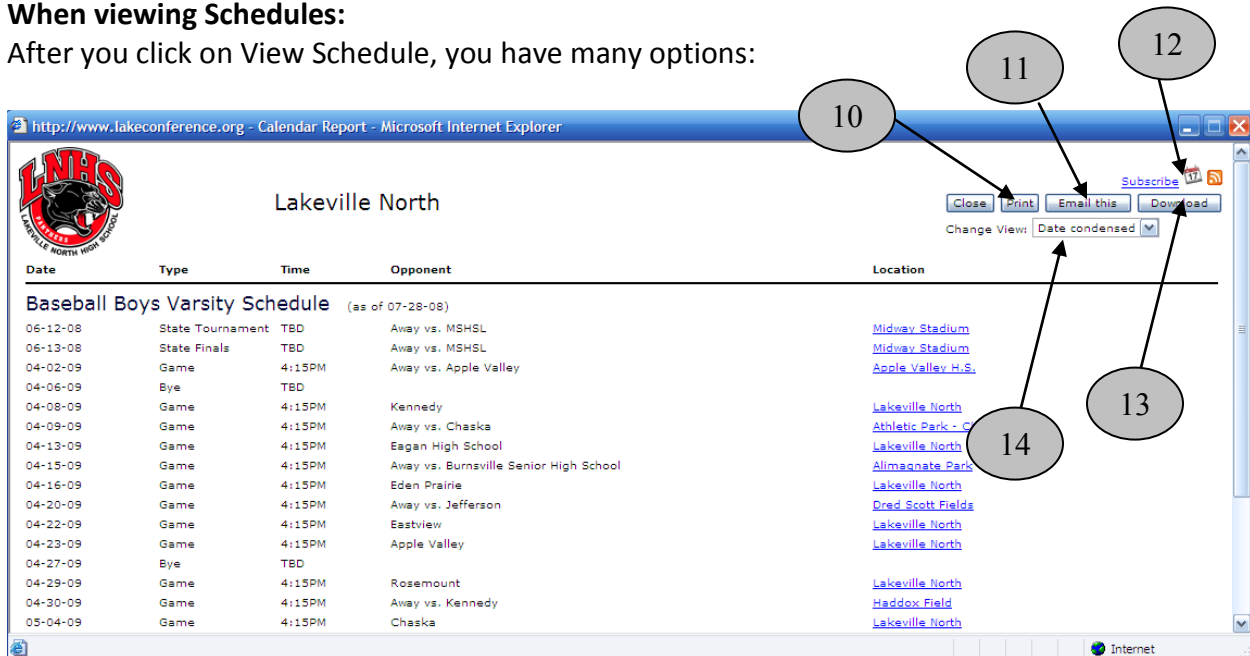 When viewing Schedules:
After you click on View Schedule, you have many options:
12
11
10
http://www.lakeconference.org - Calendar Report - Microsoft Internet Explorer
LNHS
PANTHERS
LAKEVILLE NORTH HIGH SCHOOL
Lakeville North
Subscribe 17
Close Print Email this Download
Change View: Date condensed
Date Type Time Opponent Location
Baseball Boys Varsity Schedule (as of 07-28-08)
06-12-08 State Tournament TBD Away vs. MSHSL Midway Stadium
06-13-08 State Finals TBD Away vs. MSHSL Midway Stadium
04-02-09 Game 4:15PM Away vs. Apple Valley Apple Valley H.S.
04-06-09 Bye TBD
04-08-09 Game 4:15PM Kennedy Lakeville North
04-09-09 Game 4:15PM Away vs. Chaska Athletic Park - C
13
04-13-09 Game 4:15PM Eagan High School Lakeville North
14
04-15-09 Game 4:15PM Away vs. Burnsville Senior High School Alimagnate Park
04-16-09 Game 4:15PM Eden Prairie Lakeville North
04-20-09 Game 4:15PM Away vs. Jefferson Dred Scott Fields
04-22-09 Game 4:15PM Eastview Lakeville North
04-23-09 Game 4:15PM Apple Valley Lakeville North
04-27-09 Bye TBD
04-29-09 Game 4:15PM Rosemount Lakeville North
04-30-09 Game 4:15PM Away vs. Kennedy Haddox Field
05-04-09 Game 4:15PM Chaska Lakeville North
Internet